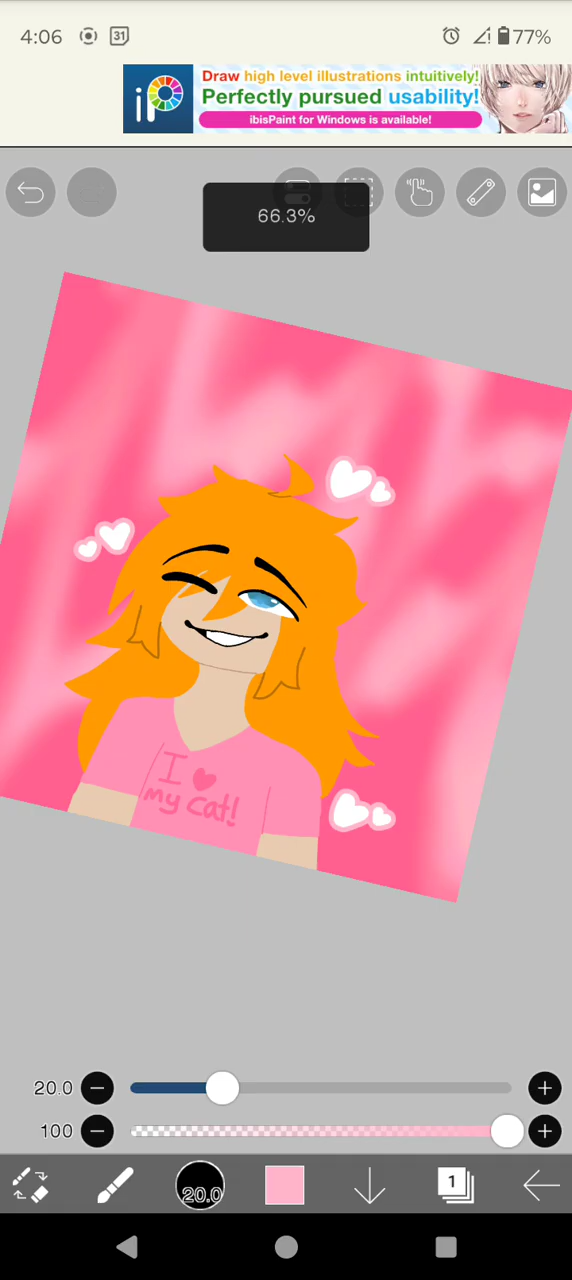 4:06
31
77%
iP
Draw high level illustrations intuitively!
Perfectly pursued usability!
ibisPaint for Windows is available!
66.3%
I
my cat!
20.0
100
20.0
1